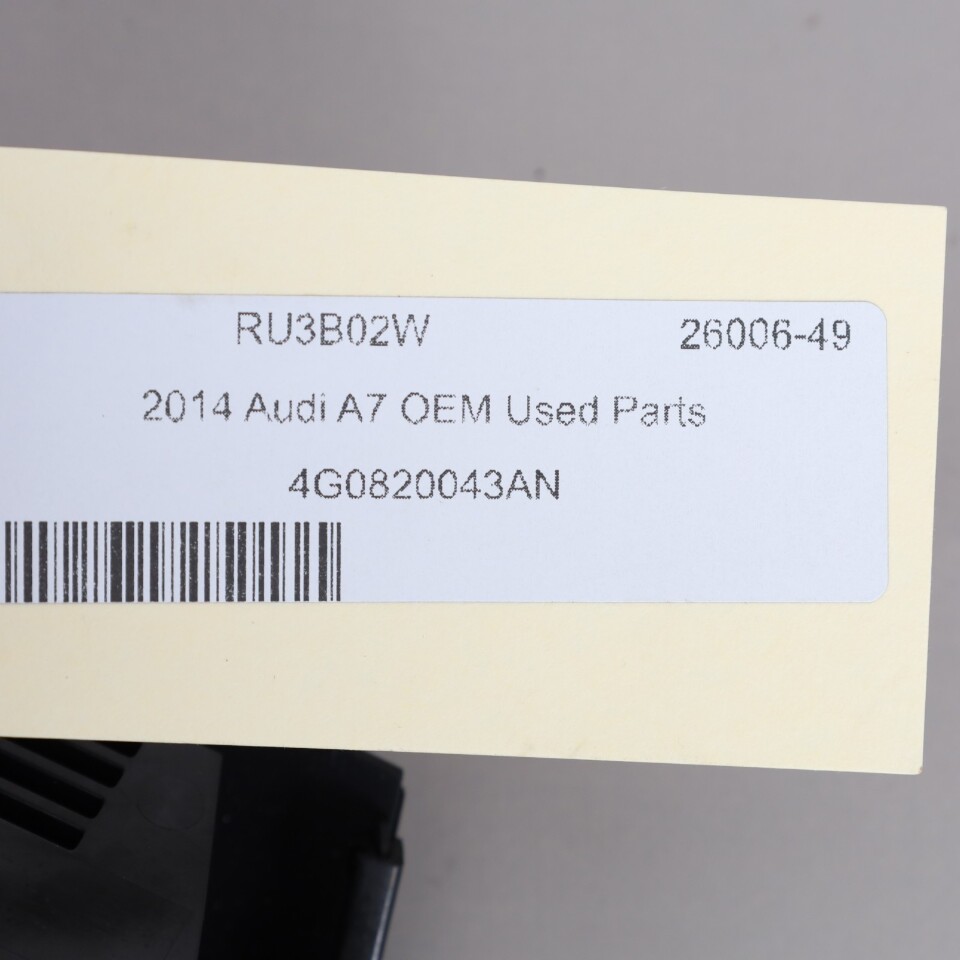 RU3B02W 26006-49
2014 Audi A7 OEM Used Parts
4G0820043AN